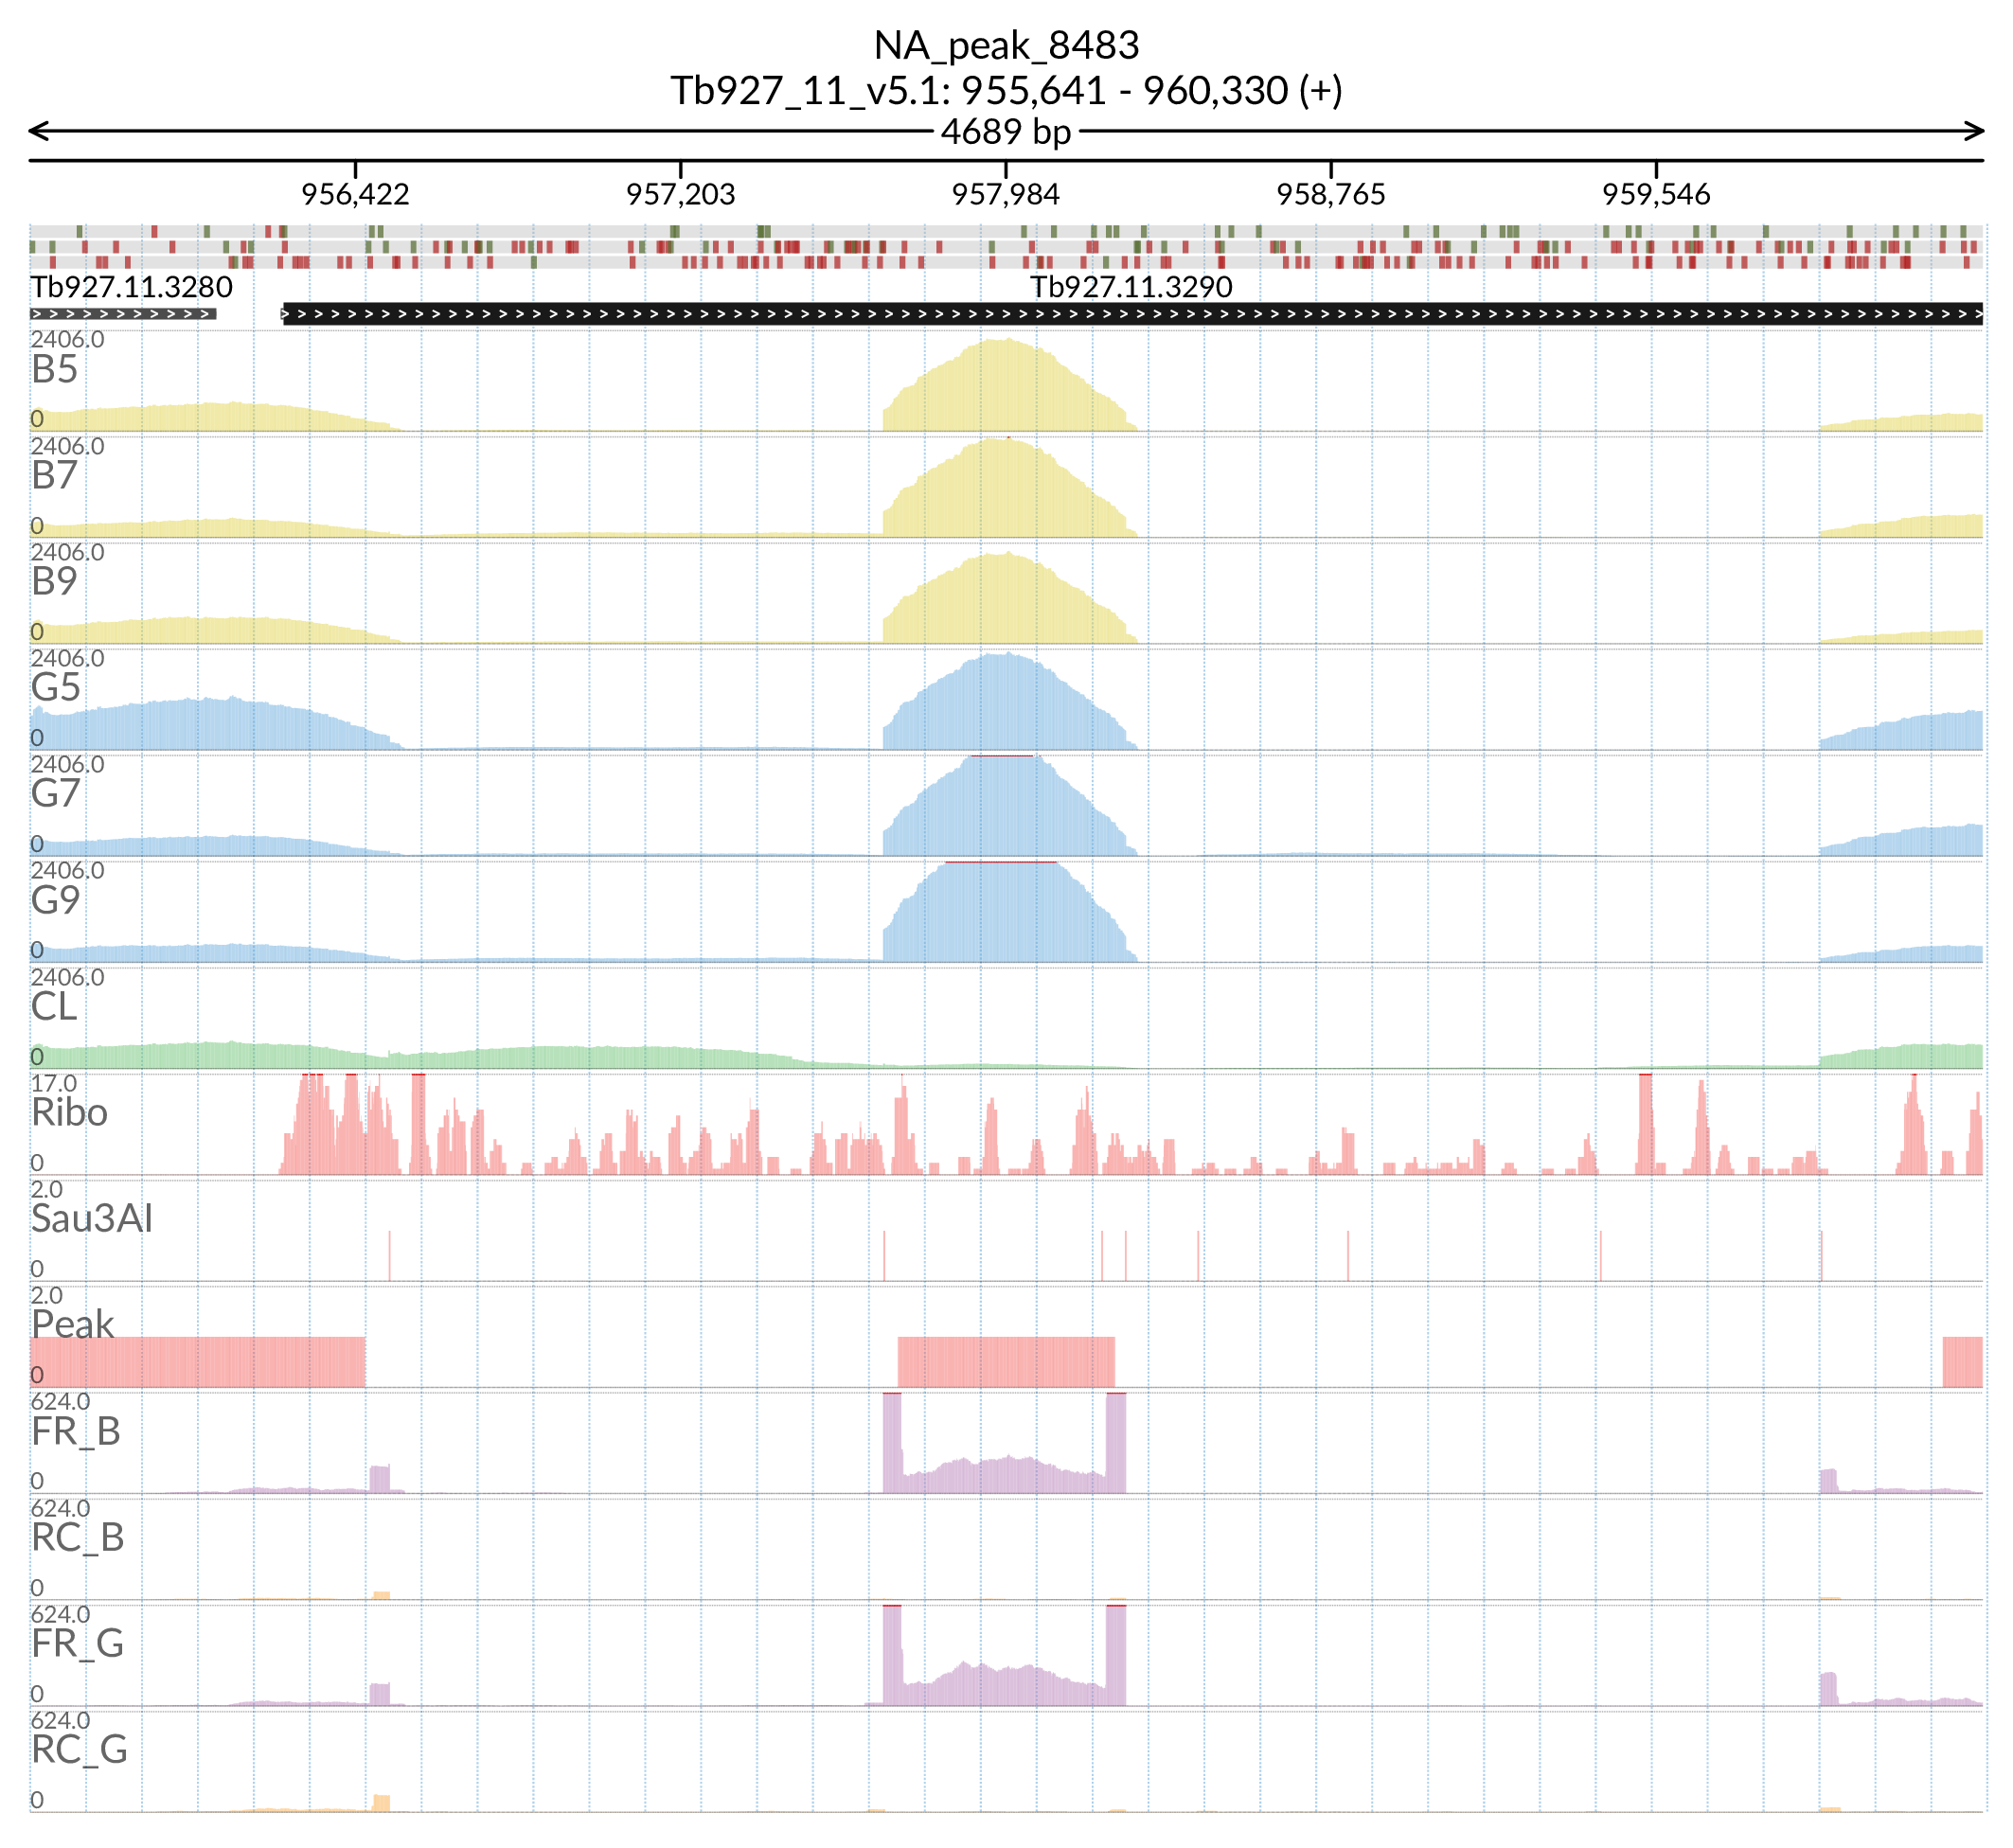 NA_peak_8483
Tb927_11_v5.1: 955,641 - 960,330 (+)
4689 bp
956,422 957,203 957,984 958,765 959,546
Tb927.11.3280 Tb927.11.3290
2406.0
B5
0
2406.0
B7
0
2406.0
B9
0
2406.0
G5
0
2406.0
G7
0
2406.0
G9
0
2406.0
CL
0
17.0
Ribo
0
2.0
Sau3AI
0
2.0
Peak
0
624.0
FR_B
0
624.0
RC_B
0
624.0
FR_G
0
624.0
RC_G
0